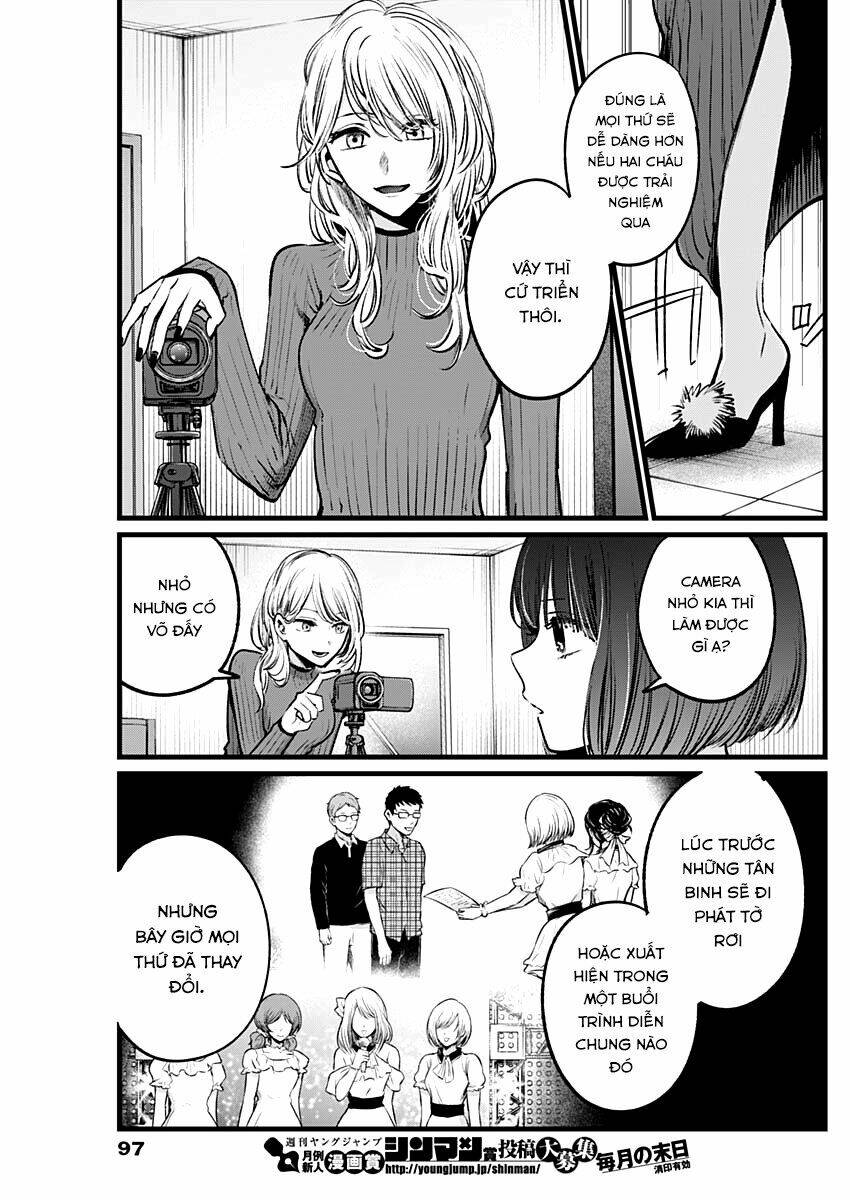 ĐÚNG LÀ
MỌI THỨ SẼ
DỄ DÀNG HƠN
NẾU HAI CHÁU
ĐƯỢC TRẢI
NGHIỆM
QUA
VẬY THÌ
CỨ TRIỂN
THÔI.
CAMERA
NHỎ KIA THÌ
LÀM ĐƯỢC
GÌ Ạ?
NHỎ
NHƯNG CÓ
VÕ ĐẤY
LÚC TRƯỚC
NHỮNG TÂN
BINH SẼ ĐI
PHÁT TỜ
RƠI
HOẶC XUẤT
HIỆN TRONG
MỘT BUỔI
TRÌNH DIỄN
CHUNG NÀO
ĐÓ
NHƯNG
BÂY GIỜ MỌI
THỨ ĐÃ THAY
ĐỔI.
97
週刊ヤングジャンプ
月例
新人
漫画賞
シンマン賞
投稿大募集
毎月の末日
消印有効
http://youngjump.jp/shinman/